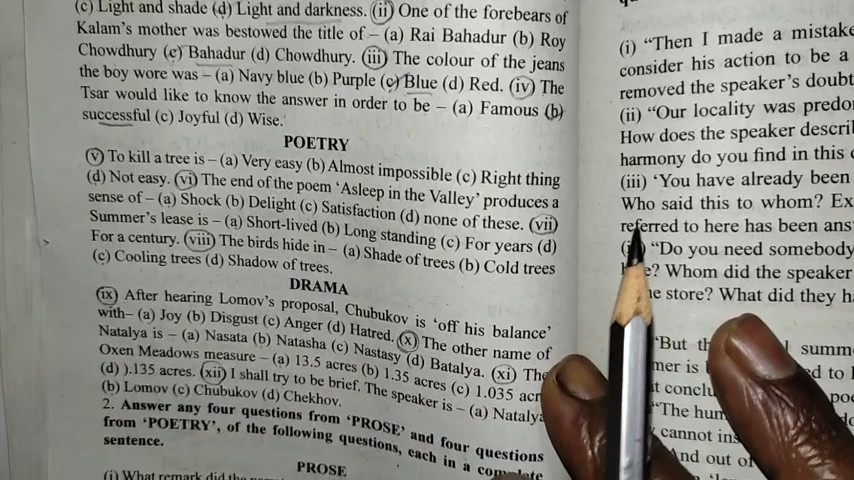 (c) Light and shade (d) Light and darkness. (ii) One of the forebears of
Kalam's mother was bestowed the title of – (a) Rai Bahadur (b) Roy
Chowdhury (c) Bahadur (d) Chowdhury. (iii) The colour of the jeans
the boy wore was – (a) Navy blue (b) Purple (c) Blue (d) Red. (iv) The
Tsar would like to know the answer in order to be – (a) Famous (b)
successful (c) Joyful (d) Wise.
POETRY
(v) To kill a tree is – (a) Very easy (b) Almost impossible (c) Right thing
(d) Not easy. (vi) The end of the poem 'Asleep in the Valley' produces a
sense of – (a) Shock (b) Delight (c) Satisfaction (d) none of these. (vii)
Summer's lease is – (a) Short-lived (b) Long standing (c) For years (d)
For a century. (viii) The birds hide in – (a) Shade of trees (b) Cold trees
(c) Cooling trees (d) Shadow of trees.
DRAMA
(ix) After hearing Lomov's proposal, Chubukov is 'off his balance'
with– (a) Joy (b) Disgust (c) Anger (d) Hatred. (x) The other name of
Natalya is – (a) Nasata (b) Natasha (c) Nastasy (d) Batalya. (xi) The
Oxen Meadows measure – (a) 13.5 acres (b) 1.35 acres (c) 1.035 acr
(d) ).135 acres. (xii) I shall try to be brief. The speaker is – (a) Natalya
(b) Lomov (c) Chubukov (d) Chekhov.
2. Answer any four questions from 'PROSE' and four questions
from 'POETRY', of the following questions, each in a complete
sentence.
PROSE
(i) What remark did the
(i) "Then I made a mistake
consider his action to be a
removed the speaker's doubt
(ii) "Our locality was predo
How does the speaker descri
harmony do you find in this
(iii) 'You have already been
Who said this to whom? Ex
referred to here has been ans
"Do you need somebody
Whom did the speaker
store? What did they h
'But th summ
mer is ed to
t conclu
"The hum
cannot ins
And out of